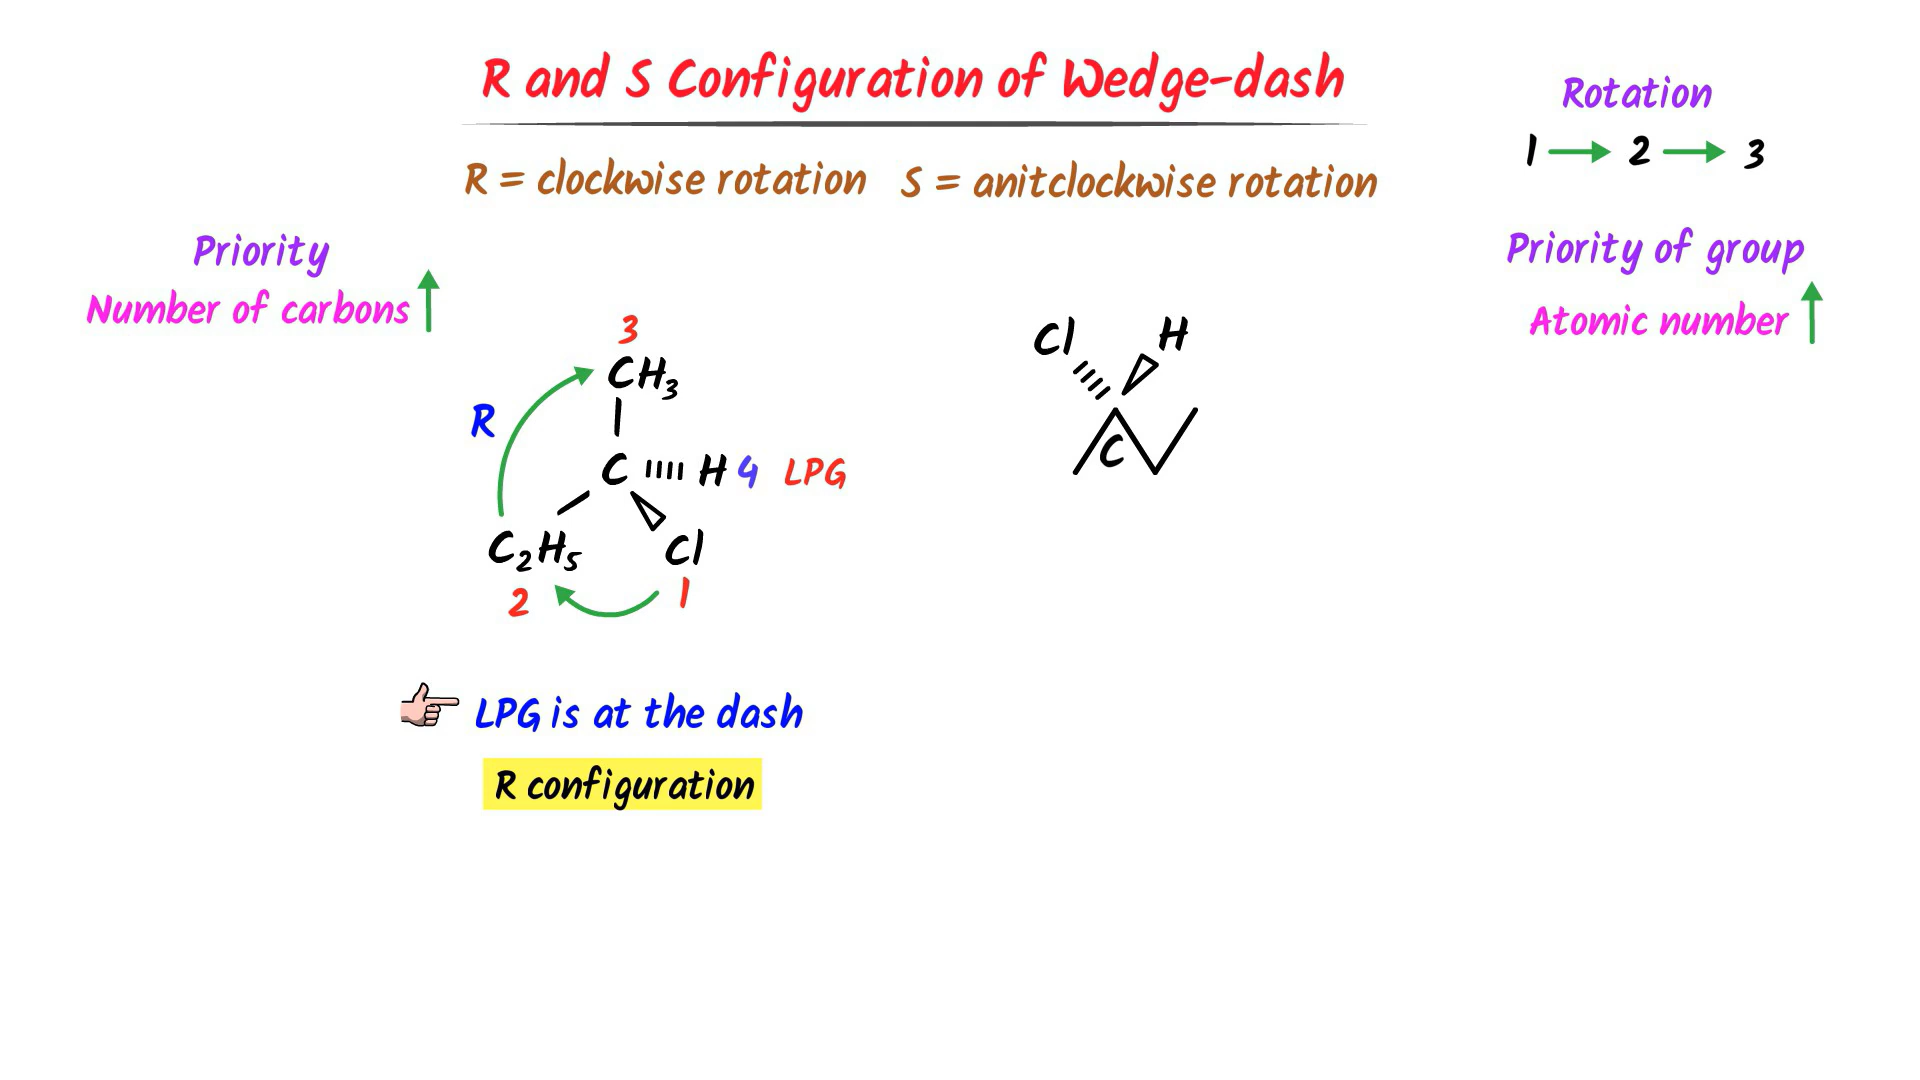 R and S Configuration of Wedge-dash
R = clockwise rotation S = anitclockwise rotation
Rotation
1 → 2 → 3
Priority
Number of carbons ↑
Priority of group
Atomic number ↑
3
CH₃
R
C H 4 LPG
C₂H₅ Cl
2 1
Cl H
C
LPG is at the dash
R configuration